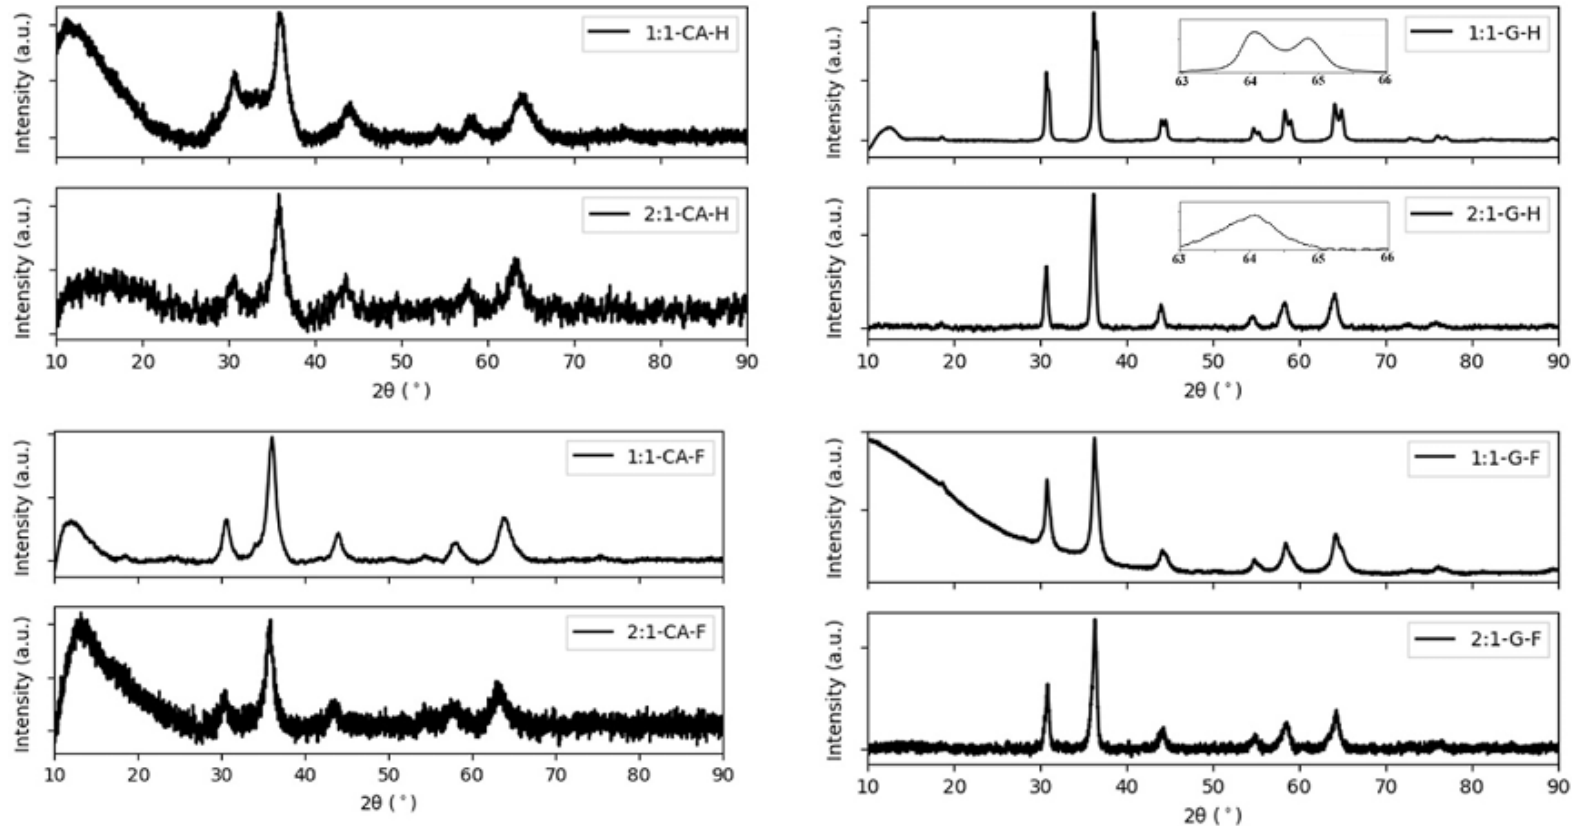 Intensity (a.u.)
1:1-CA-H
Intensity (a.u.)
2:1-CA-H
10 20 30 40 50 60 70 80 90
2θ (°)
Intensity (a.u.)
1:1-G-H
63 64 65 66
Intensity (a.u.)
2:1-G-H
63 64 65 66
10 20 30 40 50 60 70 80 90
2θ (°)
Intensity (a.u.)
1:1-CA-F
Intensity (a.u.)
2:1-CA-F
10 20 30 40 50 60 70 80 90
2θ (°)
Intensity (a.u.)
1:1-G-F
Intensity (a.u.)
2:1-G-F
10 20 30 40 50 60 70 80 90
2θ (°)